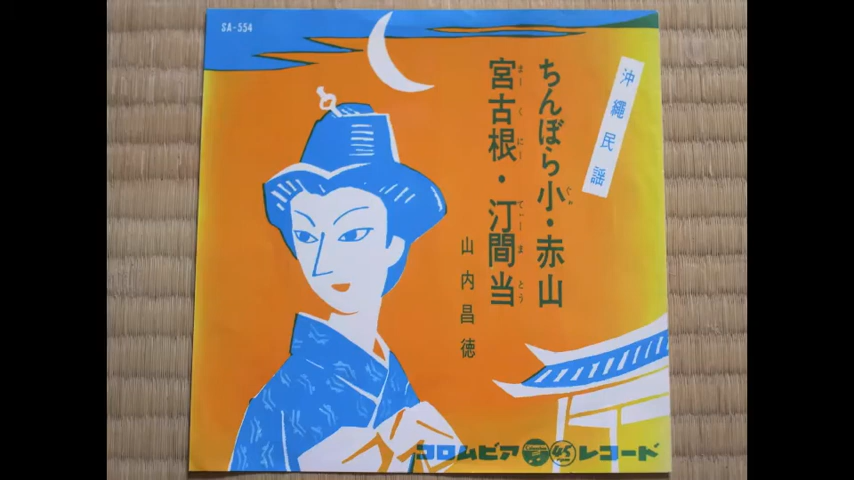 SA-554
沖縄民謡
ちんぼら小・赤山
宮古根・汀間当
山内昌徳
コロムビア 45 レコード